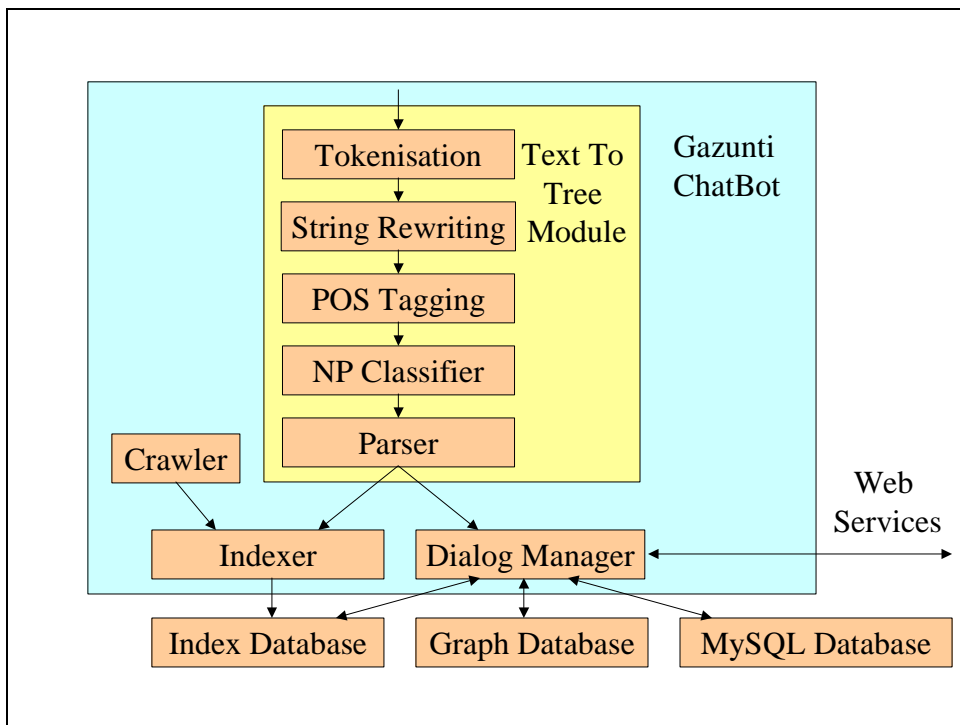 Tokenisation
Text To
Tree
Module
Gazunti
ChatBot
String Rewriting
POS Tagging
NP Classifier
Parser
Crawler
Web
Services
Indexer
Dialog Manager
Index Database
Graph Database
MySQL Database